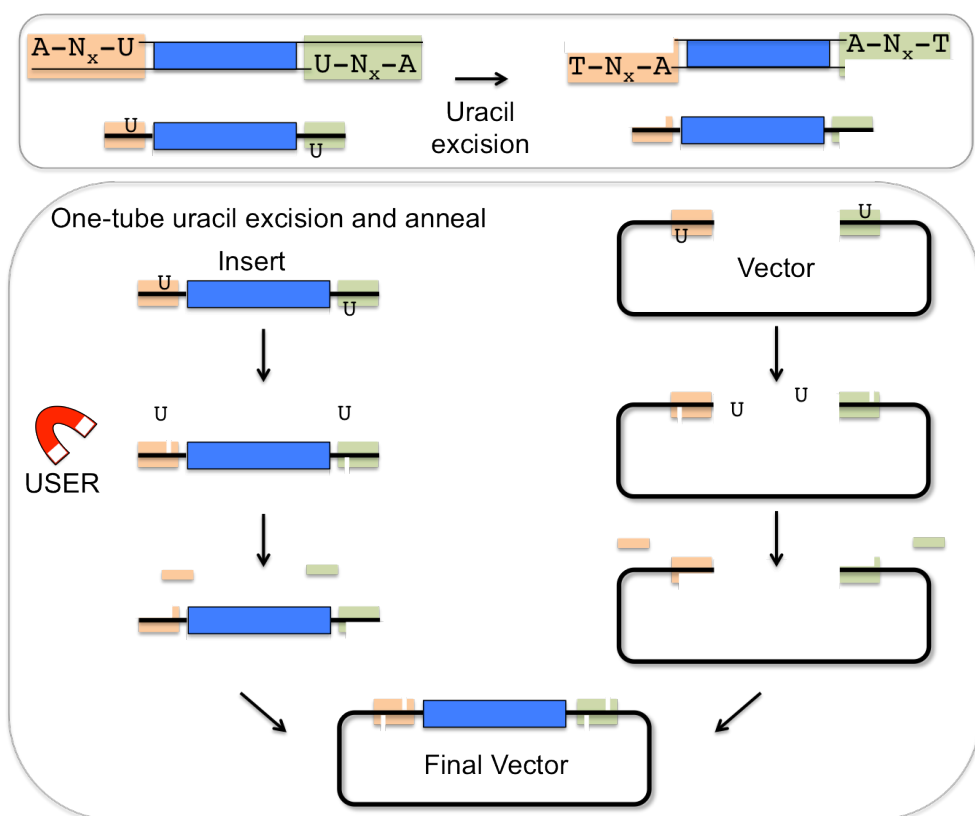 A-Nx-U
U-Nx-A
T-Nx-A
A-Nx-T
Uracil
excision
U
U
One-tube uracil excision and anneal
Insert
U
U
U
U
Vector
U
U
USER
U
U
Final Vector